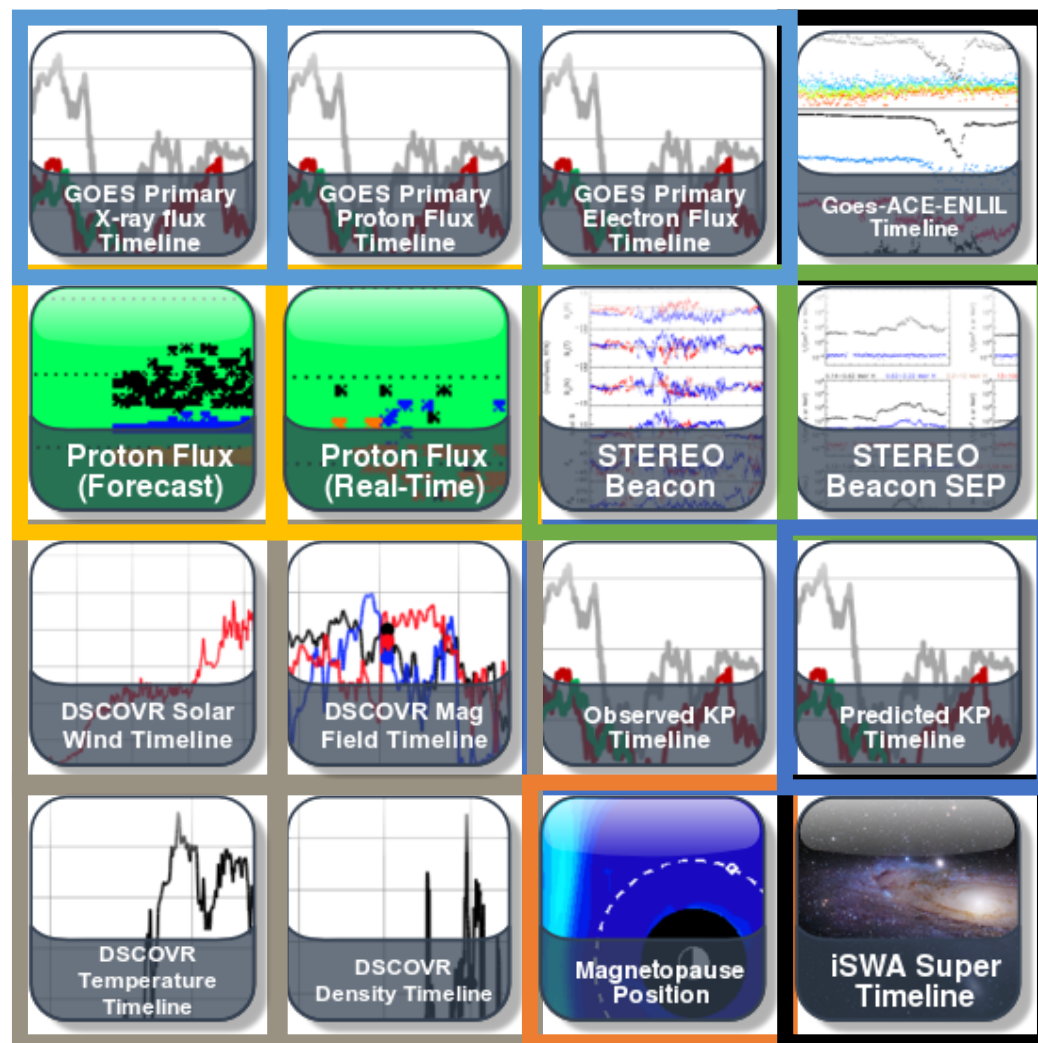 GOES Primary
X-ray flux
Timeline
GOES Primary
Proton Flux
Timeline
GOES Primary
Electron Flux
Timeline
Goes-ACE-ENLIL
Timeline
Proton Flux
(Forecast)
Proton Flux
(Real-Time)
STEREO
Beacon
STEREO
Beacon SEP
DSCOVR Solar
Wind Timeline
DSCOVR Mag
Field Timeline
Observed KP
Timeline
Predicted KP
Timeline
DSCOVR
Temperature
Timeline
DSCOVR
Density Timeline
Magnetopause
Position
iSWA Super
Timeline